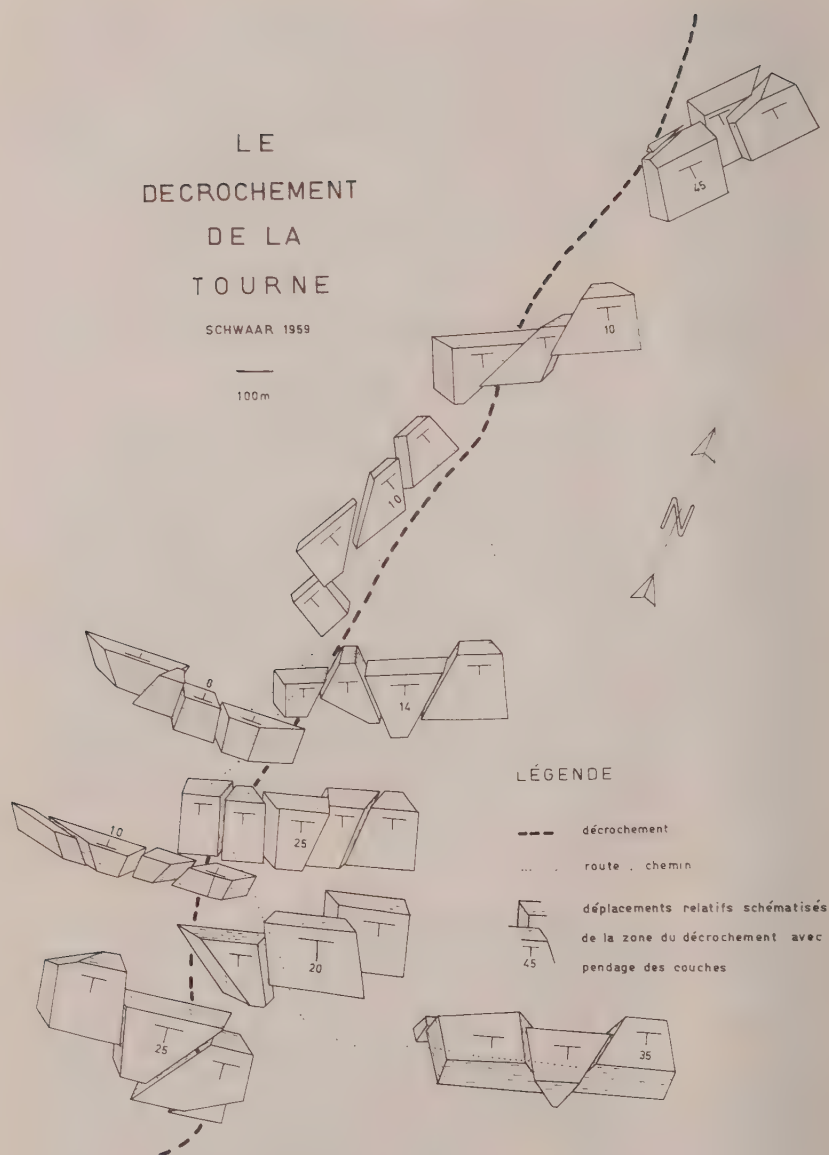 LE
DECROCHEMENT
DE LA
TOURNE
SCHWAAR 1959
100m
45
10
N
10
0
14
10
25
20
25
35
LÉGENDE
décrochement
route . chemin
déplacements relatifs schématisés
de la zone du décrochement avec
45 pendage des couches